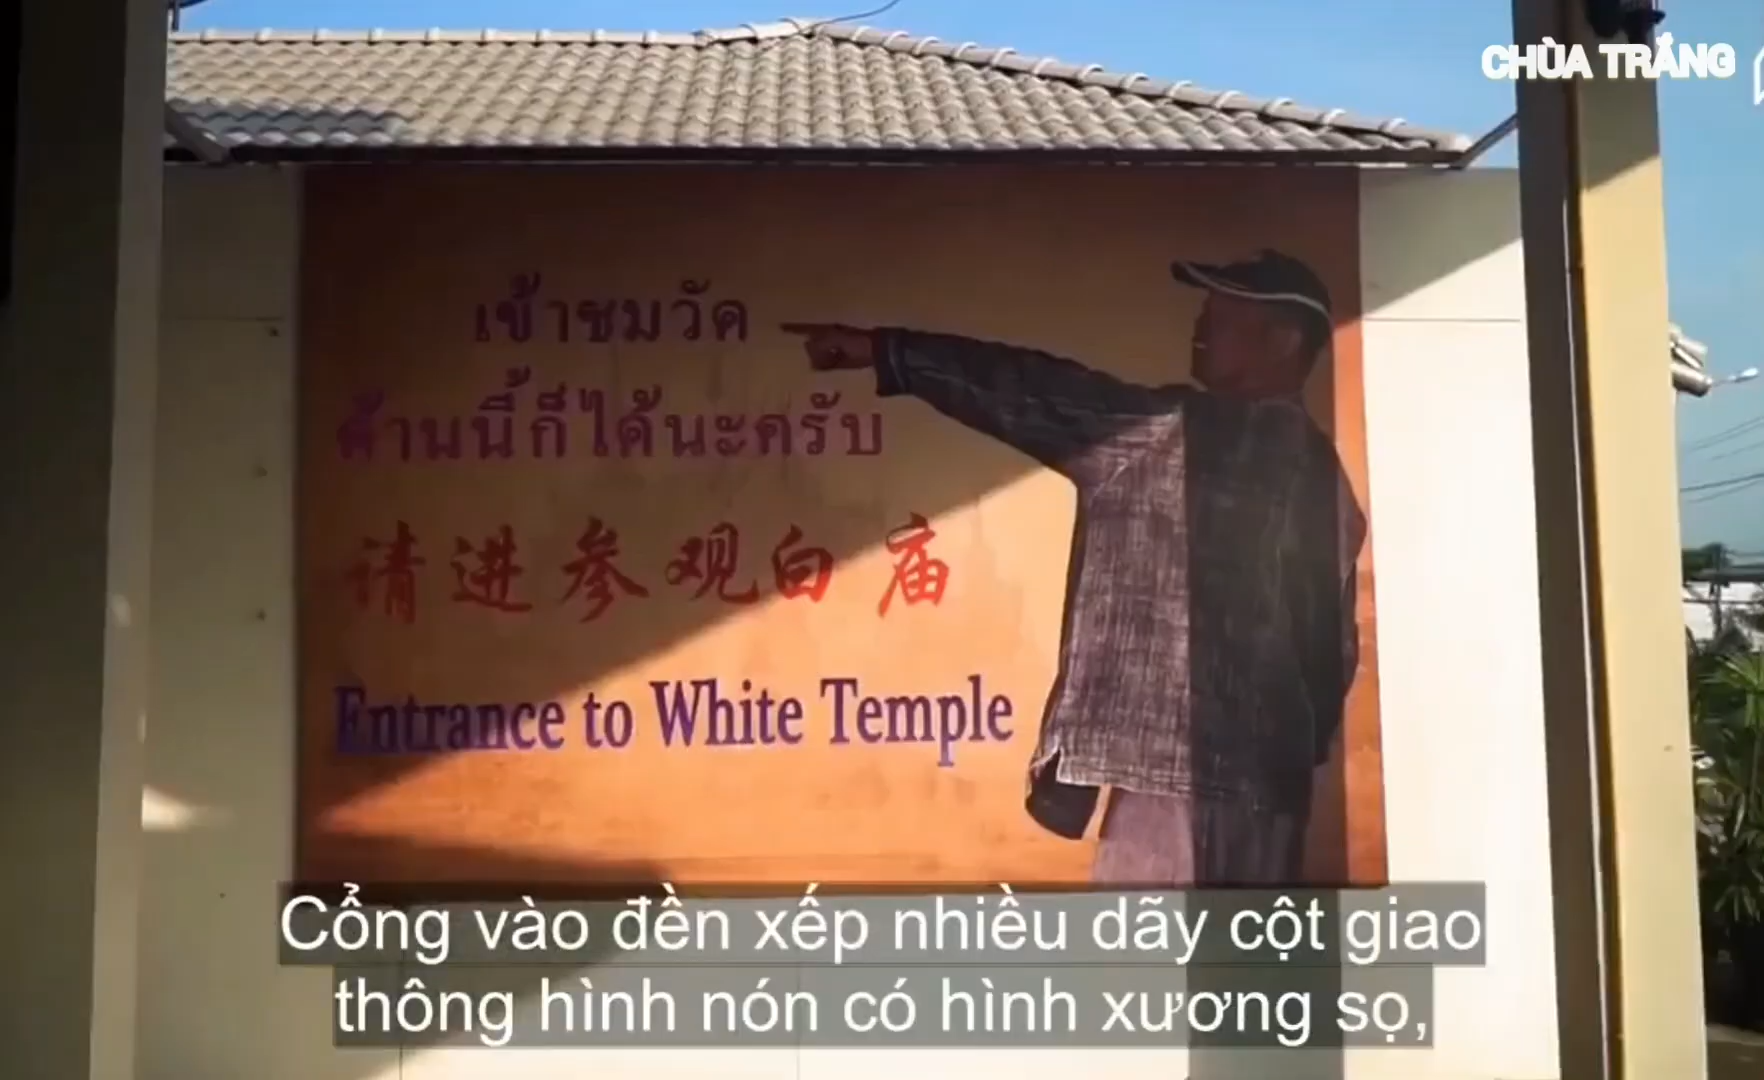 CHÙA TRẮNG
เข้าชมวัด
ด้านนี้ก็ได้นะครับ
请进参观白庙
Entrance to White Temple
Cổng vào đền xếp nhiều dãy cột giao
thông hình nón có hình xương sọ,